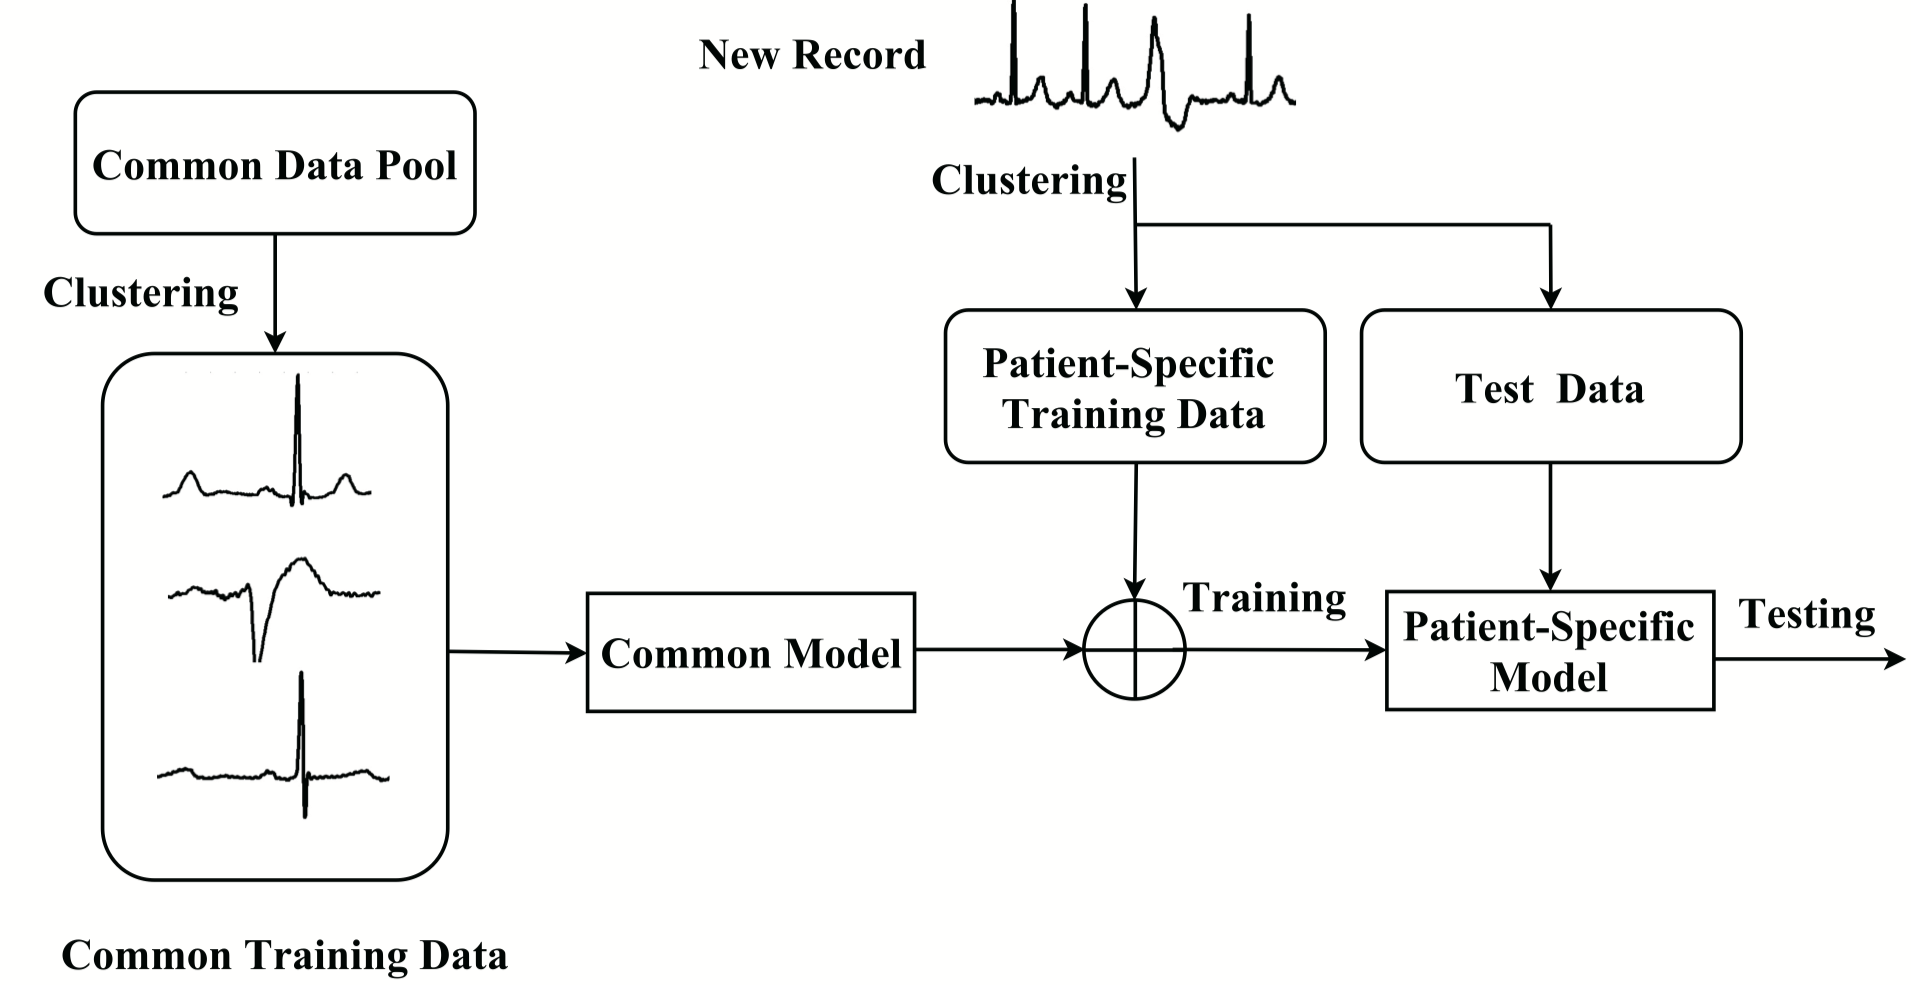 New Record
Common Data Pool
Clustering
Clustering
Patient-Specific
Training Data
Test Data
Training
Common Model
Patient-Specific
Model
Testing
Common Training Data